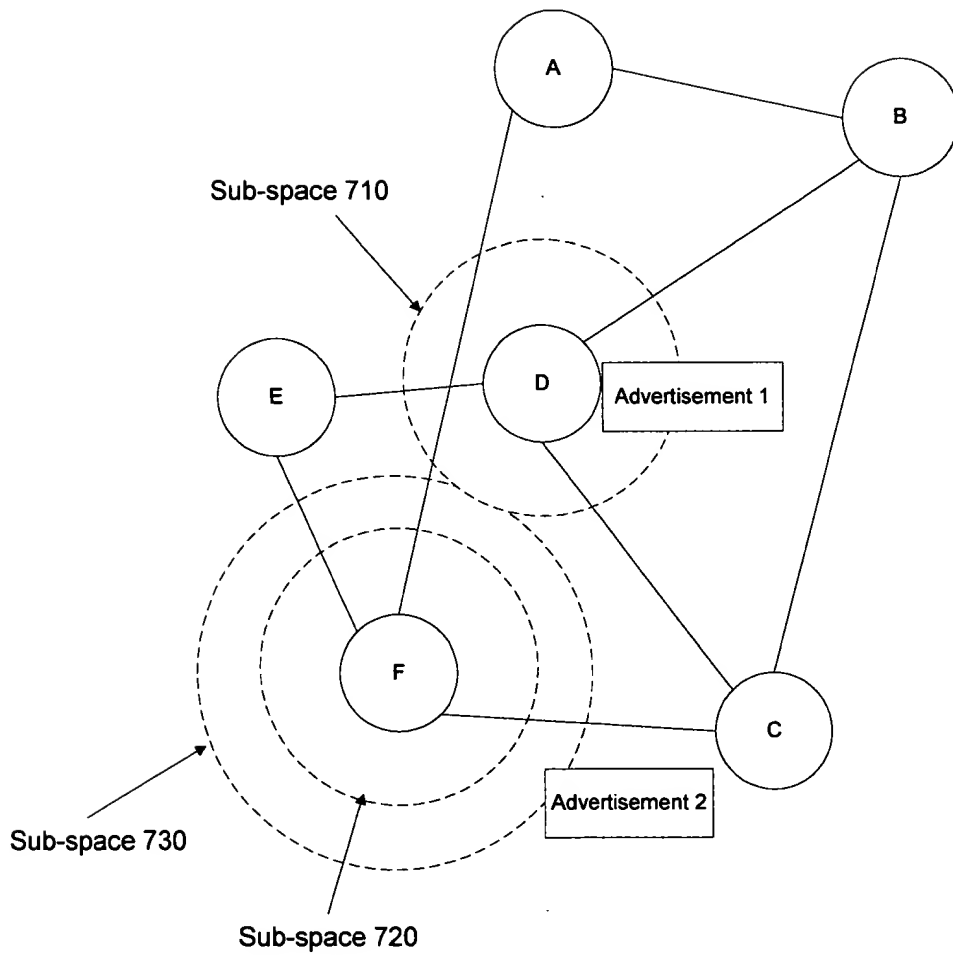 A
B
Sub-space 710
E
D
Advertisement 1
F
C
Advertisement 2
Sub-space 730
Sub-space 720